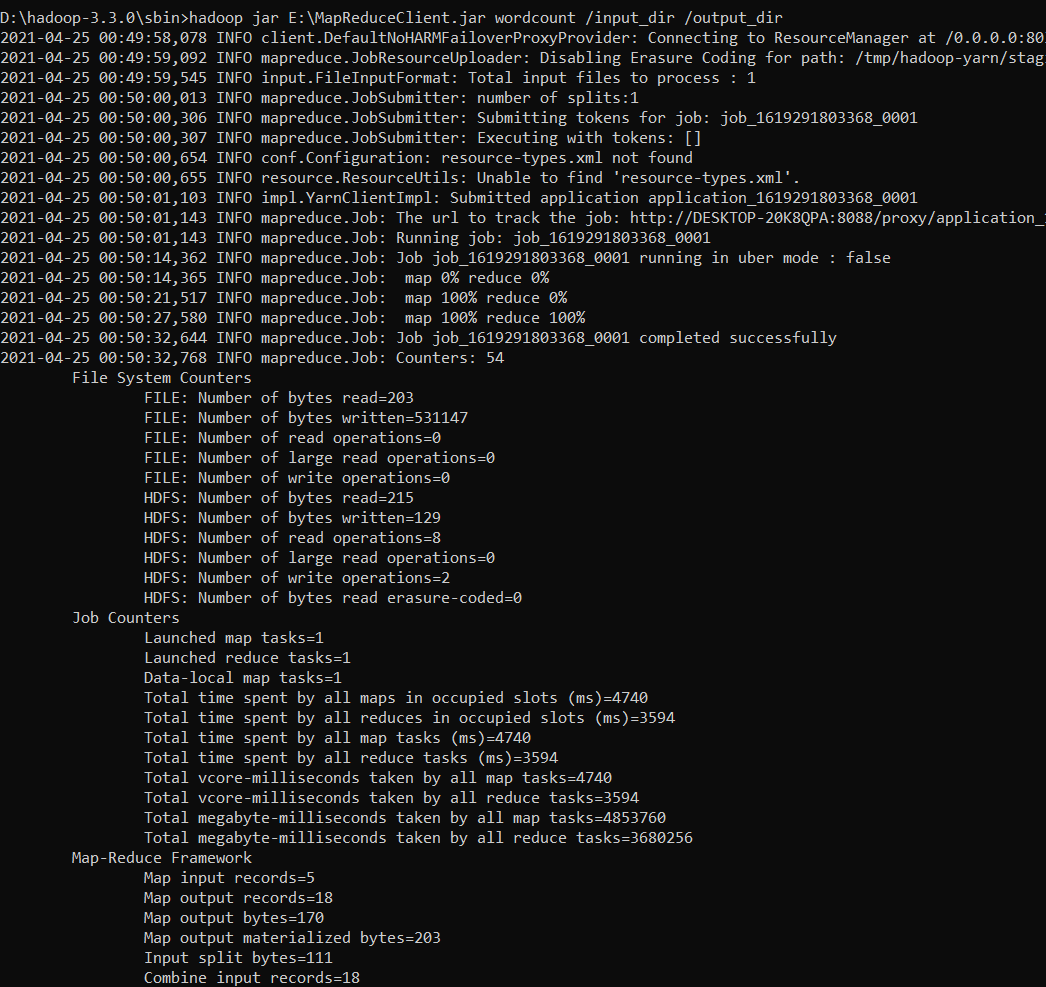 D:\hadoop-3.3.0\sbin>hadoop jar E:\MapReduceClient.jar wordcount /input_dir /output_dir
2021-04-25 00:49:58,078 INFO client.DefaultNoHARMFailoverProxyProvider: Connecting to ResourceManager at /0.0.0.0:80
2021-04-25 00:49:59,092 INFO mapreduce.JobResourceUploader: Disabling Erasure Coding for path: /tmp/hadoop-yarn/stag
2021-04-25 00:49:59,545 INFO input.FileInputFormat: Total input files to process : 1
2021-04-25 00:50:00,013 INFO mapreduce.JobSubmitter: number of splits:1
2021-04-25 00:50:00,306 INFO mapreduce.JobSubmitter: Submitting tokens for job: job_1619291803368_0001
2021-04-25 00:50:00,307 INFO mapreduce.JobSubmitter: Executing with tokens: []
2021-04-25 00:50:00,654 INFO conf.Configuration: resource-types.xml not found
2021-04-25 00:50:00,655 INFO resource.ResourceUtils: Unable to find 'resource-types.xml'.
2021-04-25 00:50:01,103 INFO impl.YarnClientImpl: Submitted application application_1619291803368_0001
2021-04-25 00:50:01,143 INFO mapreduce.Job: The url to track the job: http://DESKTOP-20K8QPA:8088/proxy/application_
2021-04-25 00:50:01,143 INFO mapreduce.Job: Running job: job_1619291803368_0001
2021-04-25 00:50:14,362 INFO mapreduce.Job: Job job_1619291803368_0001 running in uber mode : false
2021-04-25 00:50:14,365 INFO mapreduce.Job:  map 0% reduce 0%
2021-04-25 00:50:21,517 INFO mapreduce.Job:  map 100% reduce 0%
2021-04-25 00:50:27,580 INFO mapreduce.Job:  map 100% reduce 100%
2021-04-25 00:50:32,644 INFO mapreduce.Job: Job job_1619291803368_0001 completed successfully
2021-04-25 00:50:32,768 INFO mapreduce.Job: Counters: 54
File System Counters
FILE: Number of bytes read=203
FILE: Number of bytes written=531147
FILE: Number of read operations=0
FILE: Number of large read operations=0
FILE: Number of write operations=0
HDFS: Number of bytes read=215
HDFS: Number of bytes written=129
HDFS: Number of read operations=8
HDFS: Number of large read operations=0
HDFS: Number of write operations=2
HDFS: Number of bytes read erasure-coded=0
Job Counters
Launched map tasks=1
Launched reduce tasks=1
Data-local map tasks=1
Total time spent by all maps in occupied slots (ms)=4740
Total time spent by all reduces in occupied slots (ms)=3594
Total time spent by all map tasks (ms)=4740
Total time spent by all reduce tasks (ms)=3594
Total vcore-milliseconds taken by all map tasks=4740
Total vcore-milliseconds taken by all reduce tasks=3594
Total megabyte-milliseconds taken by all map tasks=4853760
Total megabyte-milliseconds taken by all reduce tasks=3680256
Map-Reduce Framework
Map input records=5
Map output records=18
Map output bytes=170
Map output materialized bytes=203
Input split bytes=111
Combine input records=18